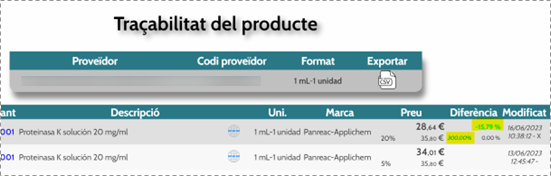 Traçabilitat del producte
Proveïdor Codi proveïdor Format Exportar
1 mL-1 unidad CSV
ant Descripció Uni. Marca Preu Diferència Modificat
001 Proteinasa K solución 20 mg/ml 1 mL-1 unidad Panreac-Applichem 28,64 € -15,79 % 16/06/2023
20% 35,80 € 300,00% 0,00 % 10:38:12 - X
001 Proteinasa K solución 20 mg/ml 1 mL-1 unidad Panreac-Applichem 34,01 € 13/06/2023
5% 35,80 € 12:45:47 -